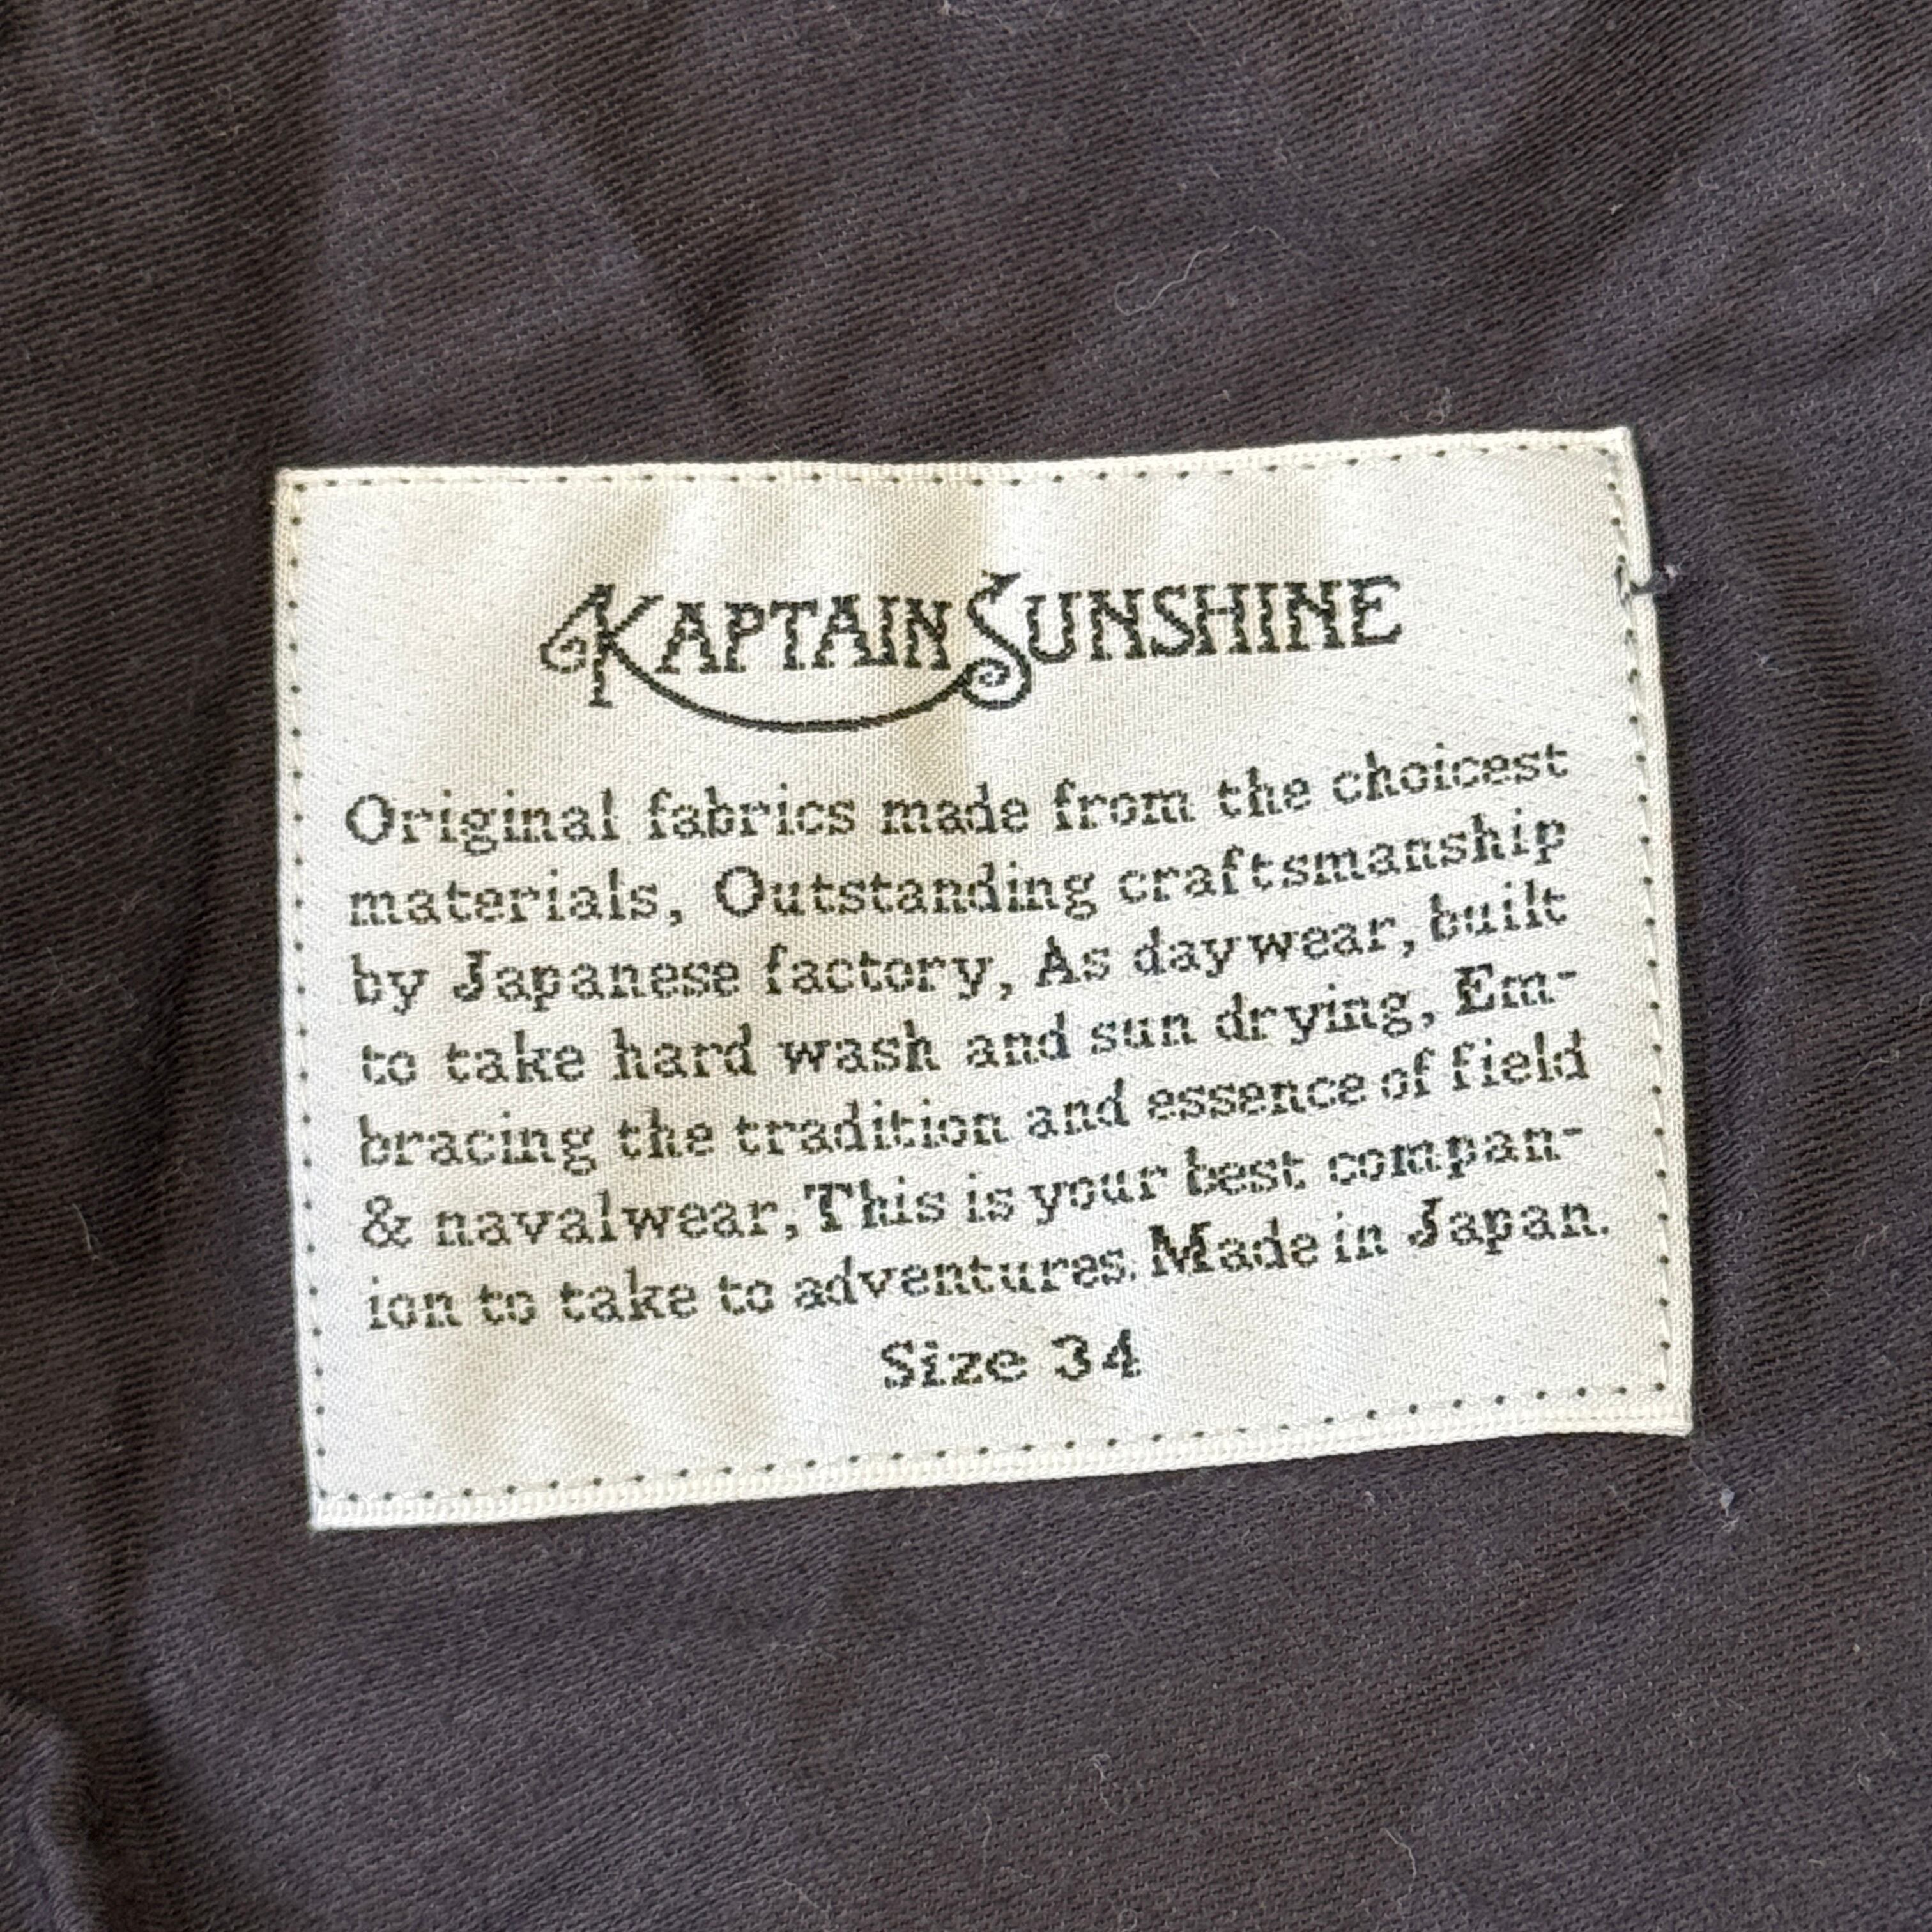 KAPTAIN SUNSHINE
Original fabrics made from the choicest
materials, Outstanding craftsmanship
by Japanese factory, As daywear, built
to take hard wash and sun drying, Em-
bracing the tradition and essence of field
& navalwear, This is your best compan-
ion to take to adventures. Made in Japan.
Size 34